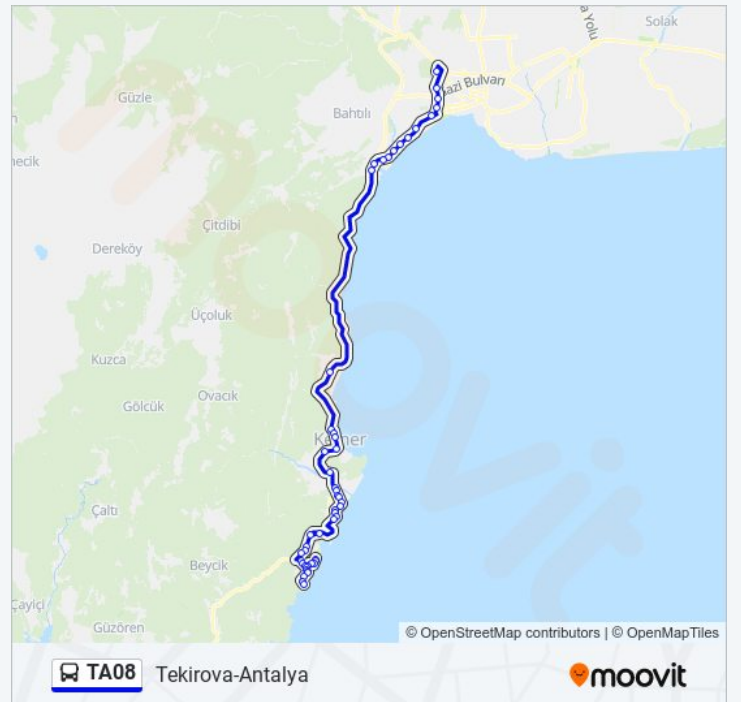 a Yolu
Solak
Güzle
Gazi Bulvarı
Bahtılı
necik
Çitdibi
Dereköy
Üçoluk
Kuzca
Ovacık
Gölcük
Kemer
Çaltı
Beycik
Çayiçi
Güzören
© OpenStreetMap contributors | © OpenMapTiles
TA08 Tekirova-Antalya
moovit